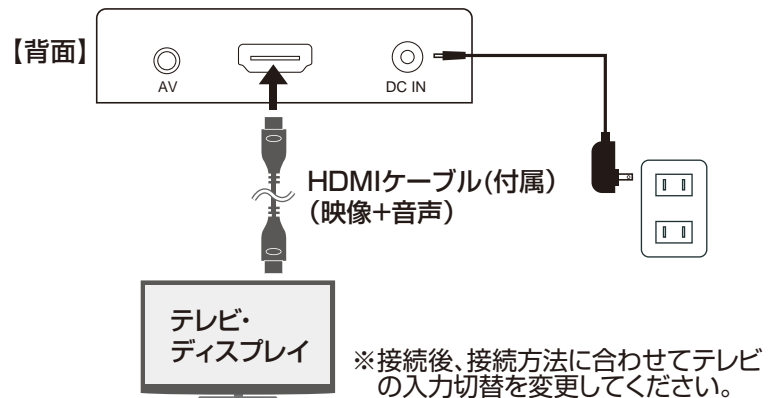 【背面】
AV
DC IN
HDMIケーブル(付属)
(映像+音声)
テレビ・
ディスプレイ
※接続後、接続方法に合わせてテレビ
の入力切替を変更してください。